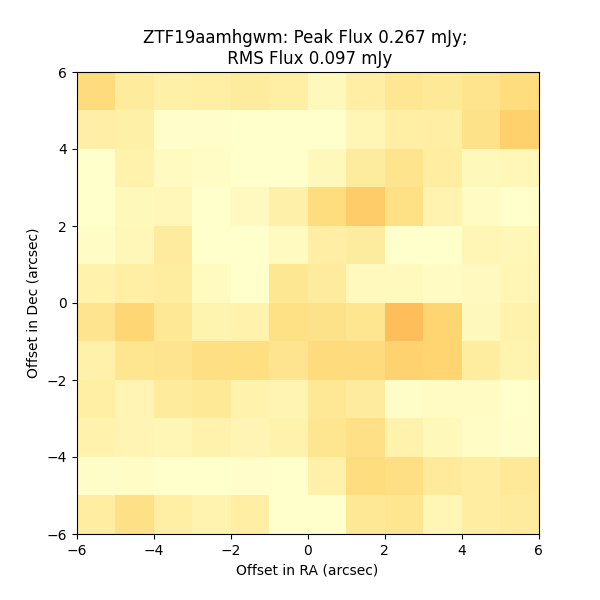 ZTF19aamhgwm: Peak Flux 0.267 mJy;
RMS Flux 0.097 mJy
6
4
2
0
−2
−4
−6
Offset in Dec (arcsec)
−6 −4 −2 0 2 4 6
Offset in RA (arcsec)